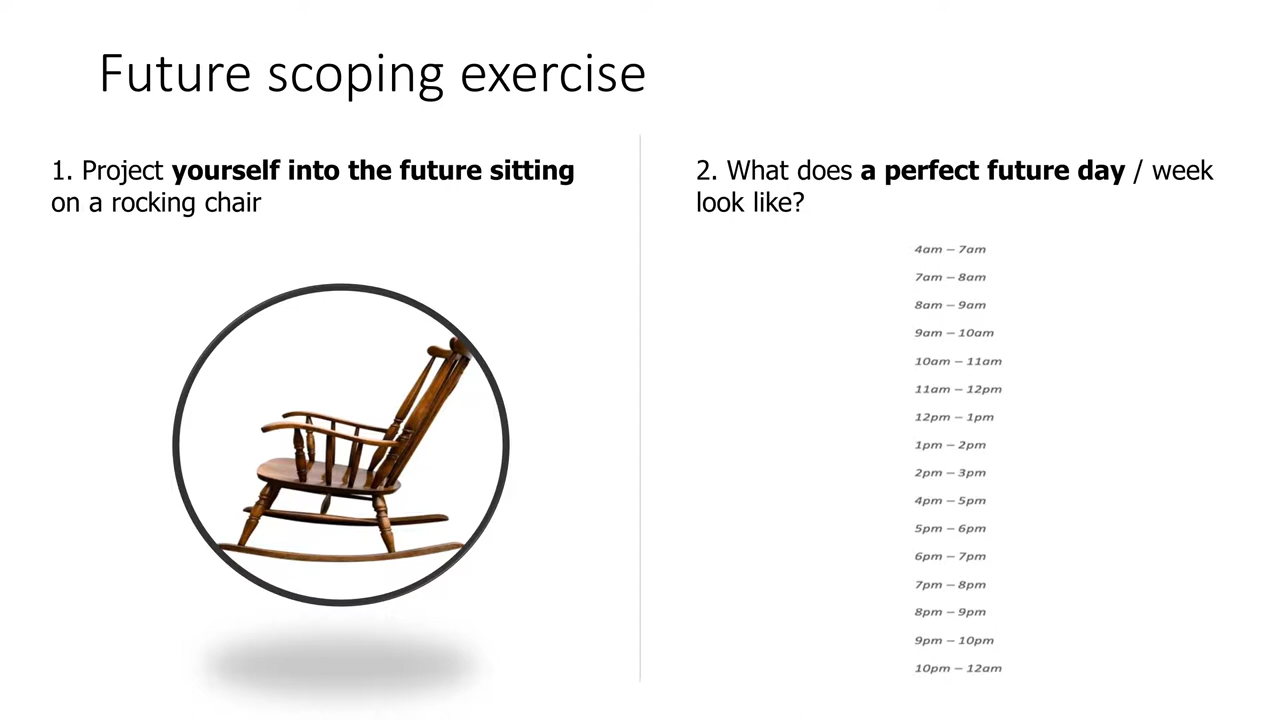 Future scoping exercise
1. Project yourself into the future sitting
on a rocking chair
2. What does a perfect future day / week
look like?
4am – 7am
7am – 8am
8am – 9am
9am – 10am
10am – 11am
11am – 12pm
12pm – 1pm
1pm – 2pm
2pm – 3pm
4pm – 5pm
5pm – 6pm
6pm – 7pm
7pm – 8pm
8pm – 9pm
9pm – 10pm
10pm – 12am